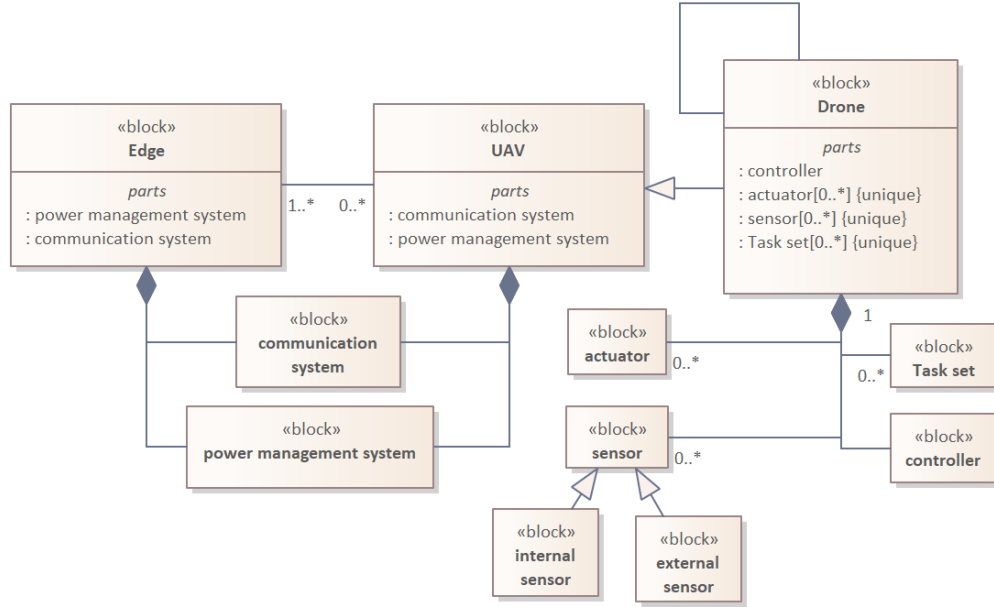 «block»
Edge
parts
: power management system
: communication system
1..*
0..*
«block»
UAV
parts
: communication system
: power management system
«block»
Drone
parts
: controller
: actuator[0..*] {unique}
: sensor[0..*] {unique}
: Task set[0..*] {unique}
«block»
communication
system
«block»
power management system
1
«block»
actuator
0..*
«block»
Task set
0..*
«block»
sensor
0..*
«block»
controller
«block»
internal
sensor
«block»
external
sensor